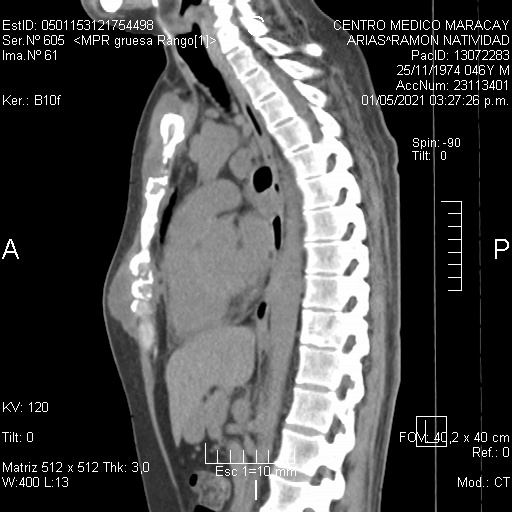 EstID: 0501153121754498
Ser.Nº 605 <MPR gruesa Rango[1]>
Ima.Nº 61
Ker.: B10f
CENTRO MEDICO MARACAY
ARIAS^RAMON NATIVIDAD
PacID: 13072283
25/11/1974 046Y M
AccNum: 23113401
01/05/2021 03:27:26 p.m.
Spin: -90
Tilt: 0
A
P
KV: 120
Tilt: 0
Matriz 512 x 512 Thk: 3,0
W:400 L:13
Esc 1=10 mm
I
FOV: 40,2 x 40 cm
Ref.: 0
Mod.: CT